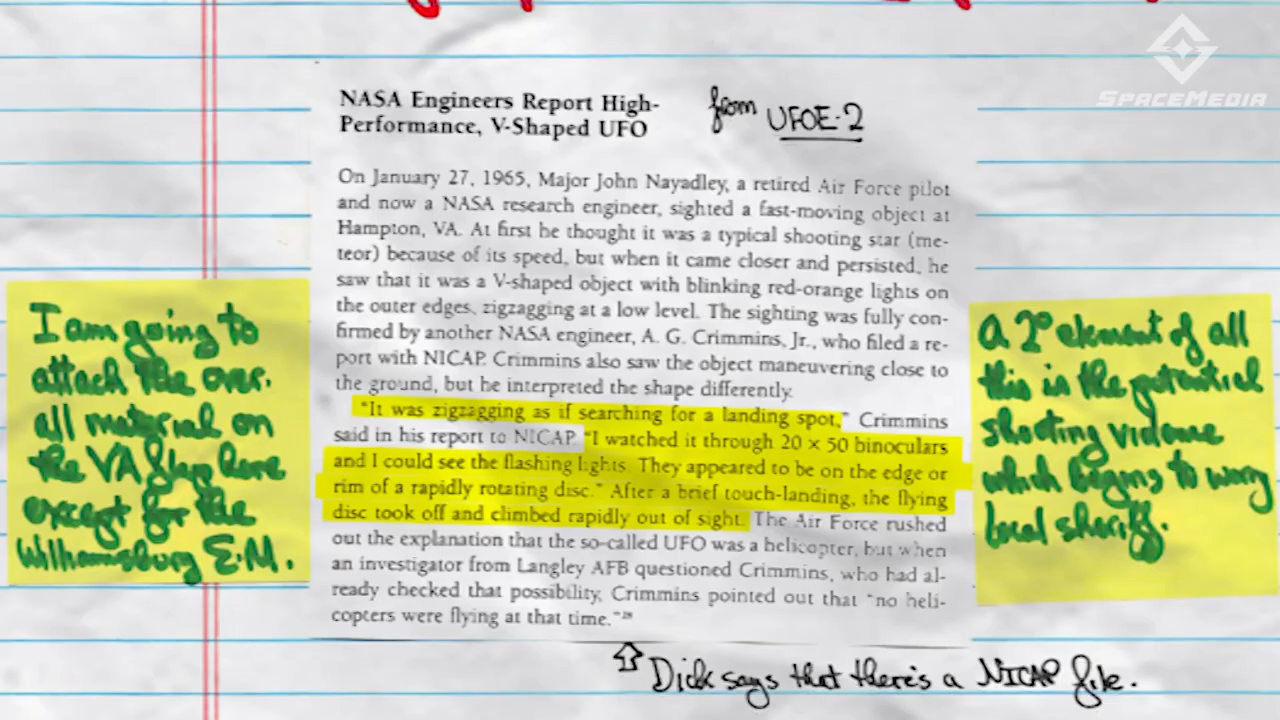 SPACEMEDIA
NASA Engineers Report High-
Performance, V-Shaped UFO
from UFOE-2
On January 27, 1965, Major John Nayadley, a retired Air Force pilot
and now a NASA research engineer, sighted a fast-moving object at
Hampton, VA. At first he thought it was a typical shooting star (me-
teor) because of its speed, but when it came closer and persisted, he
saw that it was a V-shaped object with blinking red-orange lights on
the outer edges, zigzagging at a low level. The sighting was fully con-
firmed by another NASA engineer, A. G. Crimmins, Jr., who filed a re-
port with NICAP. Crimmins also saw the object maneuvering close to
the ground, but he interpreted the shape differently.
"It was zigzagging as if searching for a landing spot," Crimmins
said in his report to NICAP. "I watched it through 20 × 50 binoculars
and I could see the flashing lights. They appeared to be on the edge or
rim of a rapidly rotating disc." After a brief touch-landing, the flying
disc took off and climbed rapidly out of sight. The Air Force rushed
out the explanation that the so-called UFO was a helicopter, but when
an investigator from Langley AFB questioned Crimmins, who had al-
ready checked that possibility, Crimmins pointed out that "no heli-
copters were flying at that time."²⁸
I am going to
attach the over-
all material on
the VA flap here
except for the
Williamsburg E.M.
A 2º element of all
this is the potential
shooting violence
which begins to worry
local sheriff.
Dick says that there's a NICAP file.